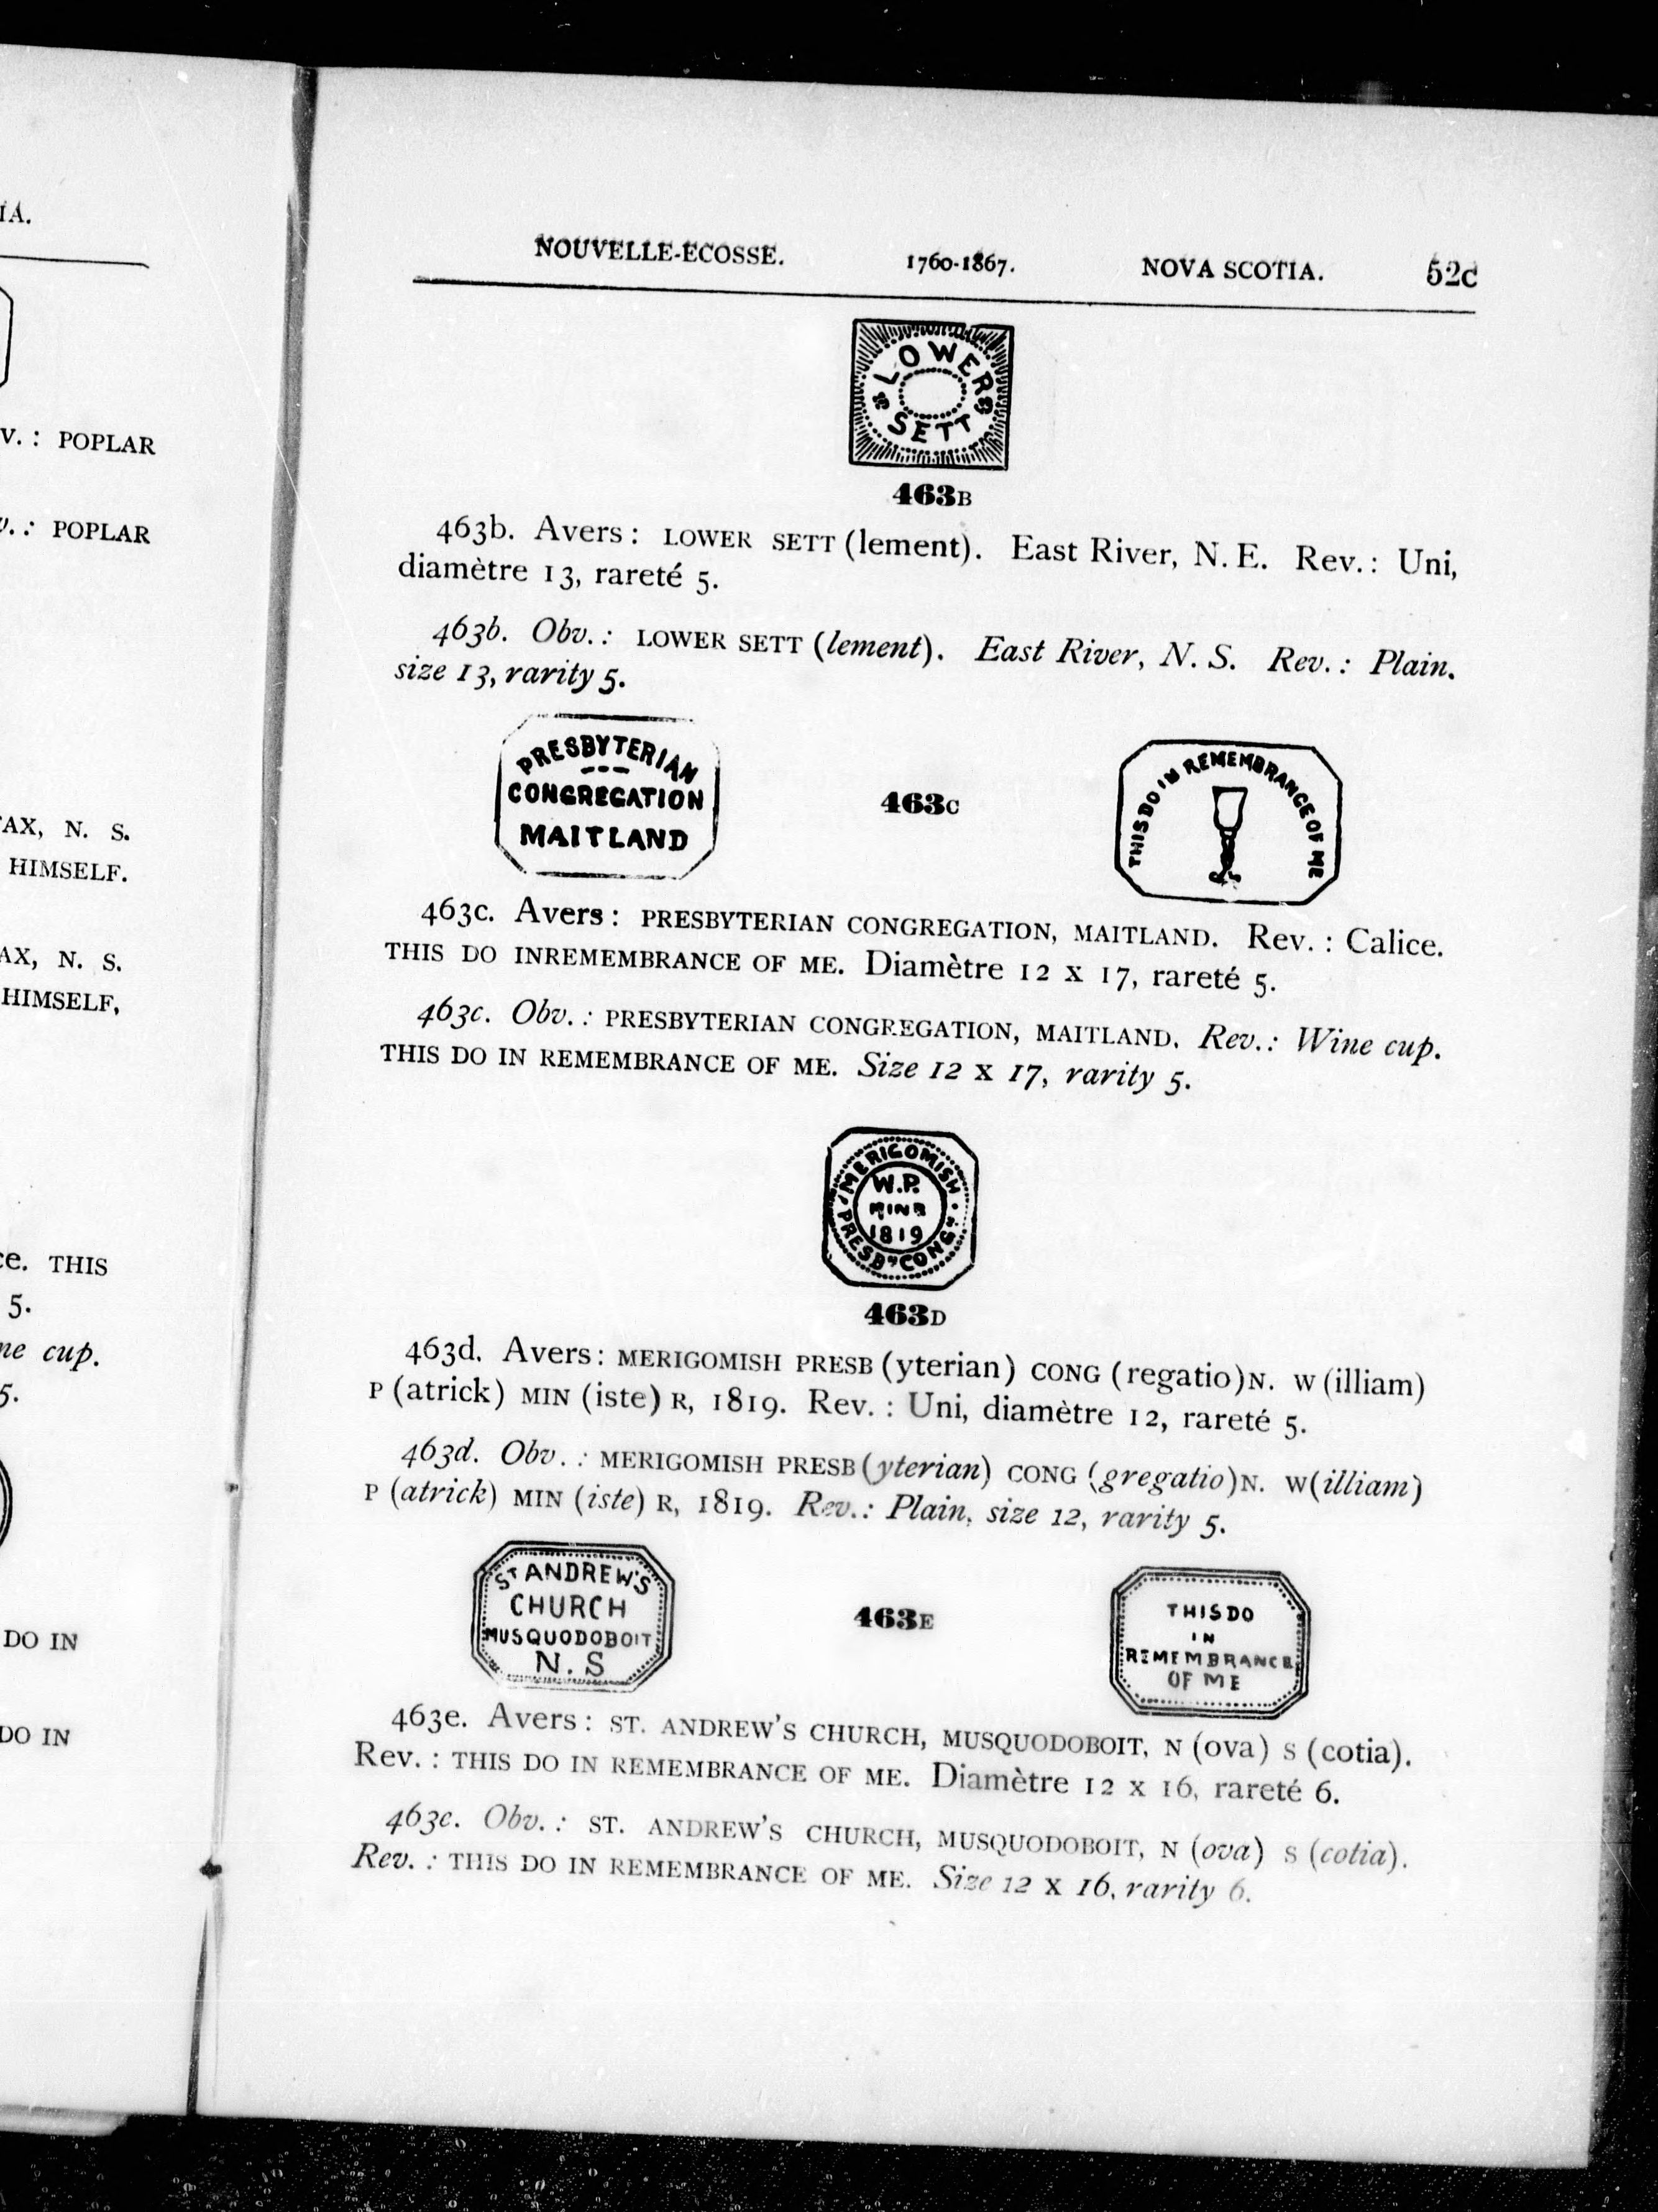 IA.
V. : POPLAR
v. : POPLAR
AX, N. S.
HIMSELF.
AX, N. S.
HIMSELF,
ce. THIS
5.
ne cup.
5.
DO IN
DO IN
NOUVELLE-ECOSSE. 1760-1867. NOVA SCOTIA. 52C
LOWER
SETT
463B
463b. Avers : LOWER SETT (lement). East River, N. E. Rev. : Uni,
diamètre 13, rareté 5.
463b. Obv. : LOWER SETT (lement). East River, N. S. Rev. : Plain.
size 13, rarity 5.
PRESBYTERIAN
CONGREGATION
MAITLAND
463C
THIS DO IN REMEMBRANCE OF ME
463c. Avers : PRESBYTERIAN CONGREGATION, MAITLAND. Rev. : Calice.
THIS DO INREMEMBRANCE OF ME. Diamètre 12 X 17, rareté 5.
463c. Obv. : PRESBYTERIAN CONGREGATION, MAITLAND. Rev. : Wine cup.
THIS DO IN REMEMBRANCE OF ME. Size 12 X 17, rarity 5.
MERIGOMISH
W.P.
MINR
1819
PRESBY CONGN
463D
463d. Avers : MERIGOMISH PRESB (yterian) CONG (regatio)N. W (illiam)
P (atrick) MIN (iste) R, 1819. Rev. : Uni, diamètre 12, rareté 5.
463d. Obv. : MERIGOMISH PRESB (yterian) CONG (gregatio)N. W(illiam)
P (atrick) MIN (iste) R, 1819. Rev. : Plain, size 12, rarity 5.
ST ANDREW'S
CHURCH
MUSQUODOBOIT
N. S
463E
THIS DO
IN
REMEMBRANCE
OF ME
463e. Avers : ST. ANDREW'S CHURCH, MUSQUODOBOIT, N (ova) S (cotia).
Rev. : THIS DO IN REMEMBRANCE OF ME. Diamètre 12 X 16, rareté 6.
463e. Obv. : ST. ANDREW'S CHURCH, MUSQUODOBOIT, N (ova) S (cotia).
Rev. : THIS DO IN REMEMBRANCE OF ME. Size 12 X 16, rarity 6.